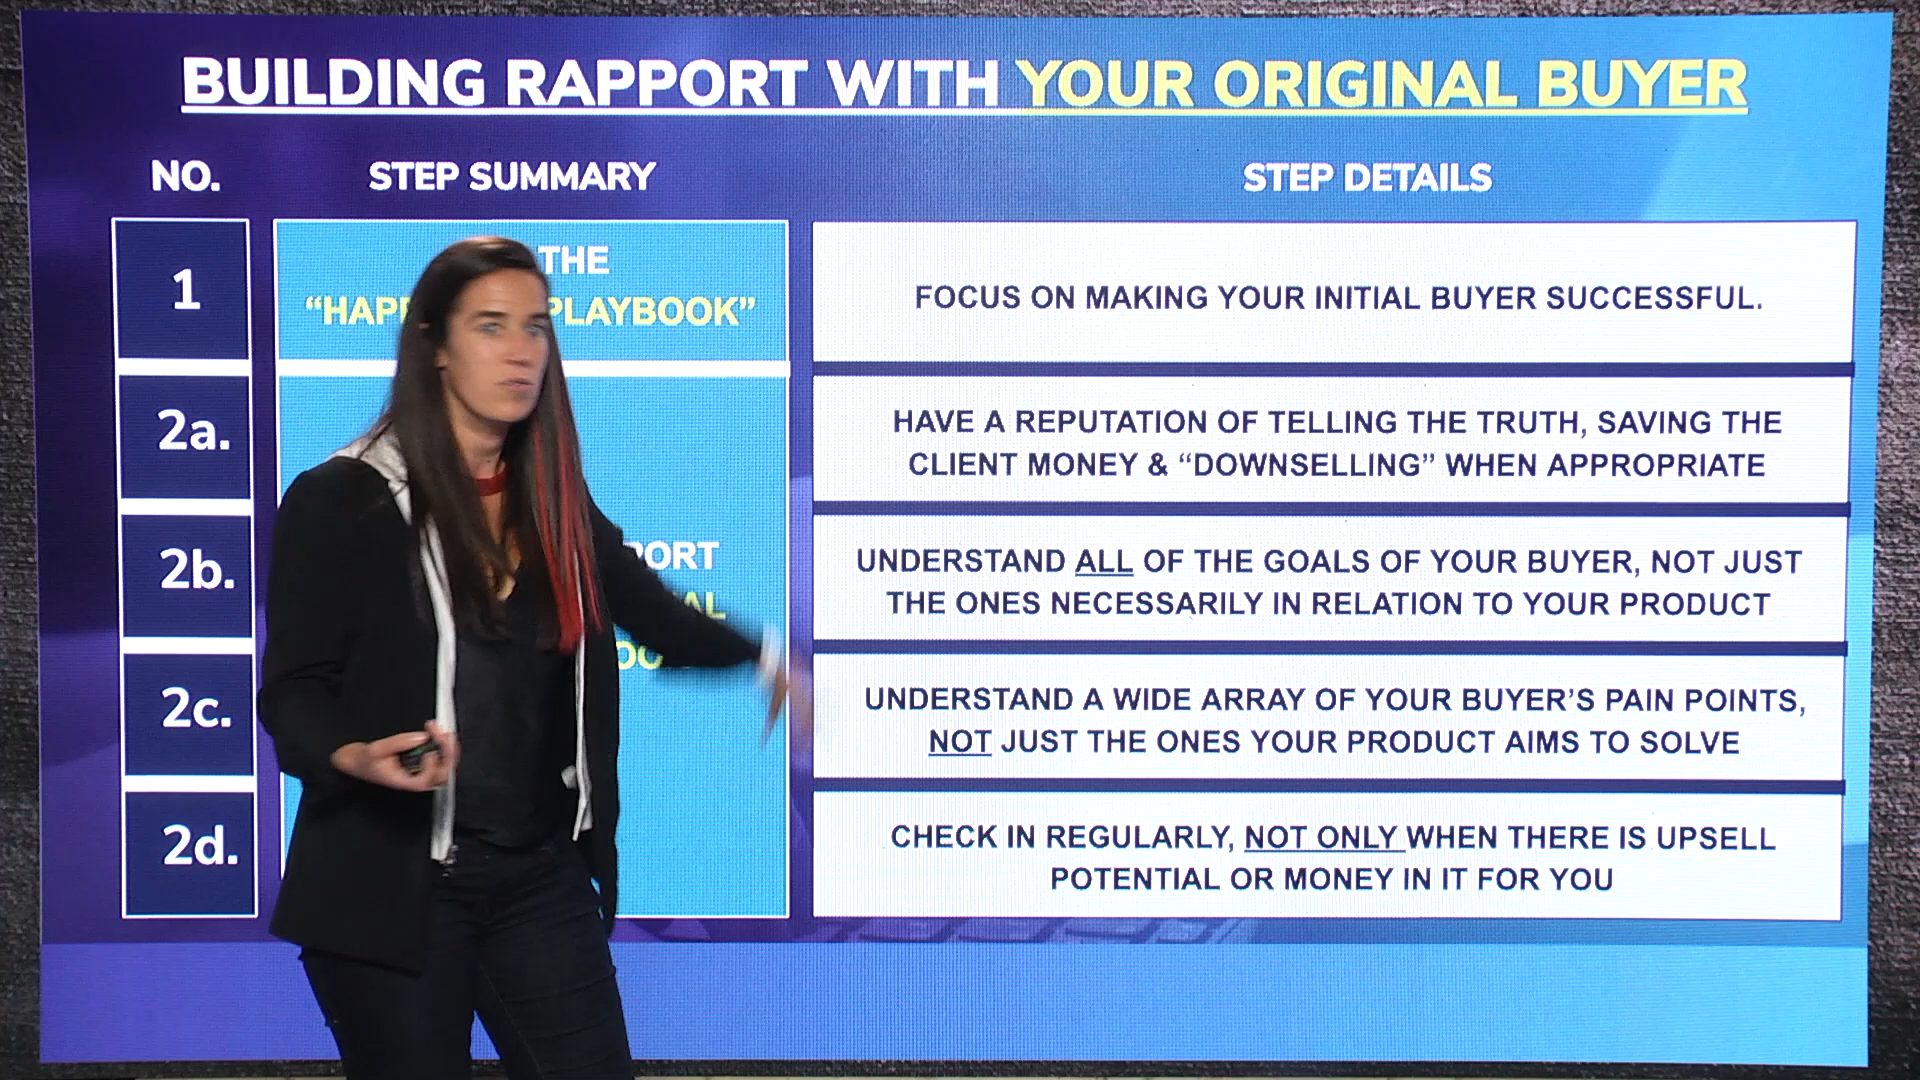 BUILDING RAPPORT WITH YOUR ORIGINAL BUYER
NO. STEP SUMMARY STEP DETAILS
1
THE
PLAYBOOK”
FOCUS ON MAKING YOUR INITIAL BUYER SUCCESSFUL.
2a.
HAVE A REPUTATION OF TELLING THE TRUTH, SAVING THE
CLIENT MONEY & “DOWNSELLING” WHEN APPROPRIATE
2b.
UNDERSTAND ALL OF THE GOALS OF YOUR BUYER, NOT JUST
THE ONES NECESSARILY IN RELATION TO YOUR PRODUCT
2c.
UNDERSTAND A WIDE ARRAY OF YOUR BUYER’S PAIN POINTS,
NOT JUST THE ONES YOUR PRODUCT AIMS TO SOLVE
2d.
CHECK IN REGULARLY, NOT ONLY WHEN THERE IS UPSELL
POTENTIAL OR MONEY IN IT FOR YOU